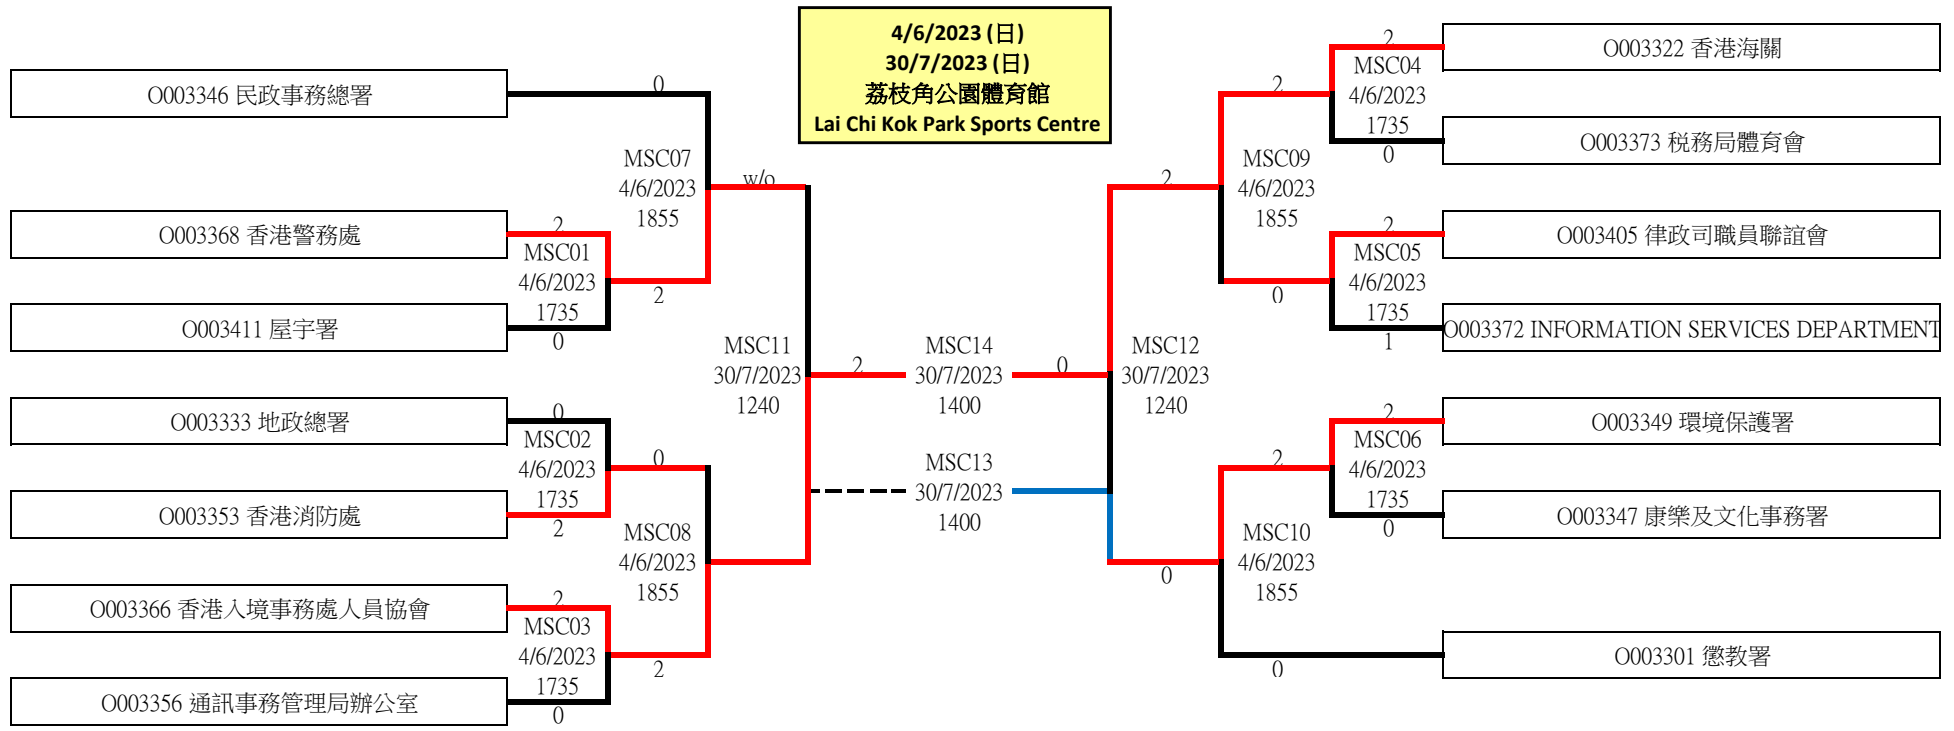 4/6/2023 (日)
30/7/2023 (日)
荔枝角公園體育館
Lai Chi Kok Park Sports Centre
O003346 民政事務總署
0
MSC07
4/6/2023
1855
w/o
O003368 香港警務處
2
MSC01
4/6/2023
1735
2
O003411 屋宇署
0
MSC11
30/7/2023
1240
2
O003333 地政總署
0
MSC02
4/6/2023
1735
0
O003353 香港消防處
2
MSC08
4/6/2023
1855
O003366 香港入境事務處人員協會
2
MSC03
4/6/2023
1735
2
O003356 通訊事務管理局辦公室
0
MSC14
30/7/2023
1400
MSC13
30/7/2023
1400
0
MSC12
30/7/2023
1240
2
O003322 香港海關
2
MSC04
4/6/2023
1735
2
O003373 税務局體育會
0
MSC09
4/6/2023
1855
O003405 律政司職員聯誼會
2
MSC05
4/6/2023
1735
0
O003372 INFORMATION SERVICES DEPARTMENT
1
O003349 環境保護署
2
MSC06
4/6/2023
1735
2
O003347 康樂及文化事務署
0
MSC10
4/6/2023
1855
0
O003301 懲教署
0